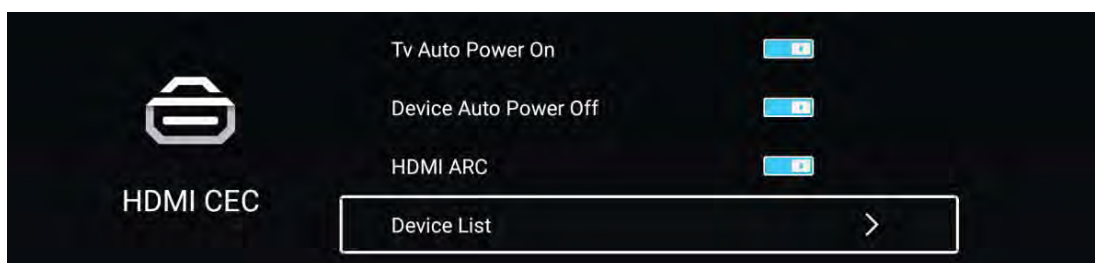 Tv Auto Power On
Device Auto Power Off
HDMI ARC
HDMI CEC
Device List